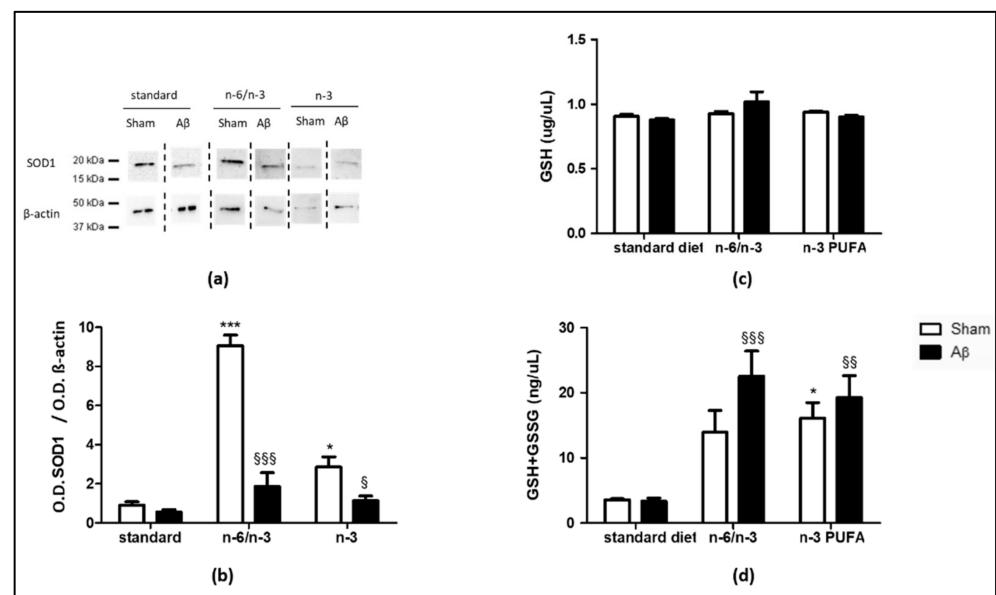 standard n-6/n-3 n-3
Sham Aβ Sham Aβ Sham Aβ
SOD1
20 kDa
15 kDa
β-actin
50 kDa
37 kDa
(a)
1.5
1.0
0.5
0.0
GSH (ug/uL)
standard diet n-6/n-3 n-3 PUFA
(c)
10
8
6
4
2
0
O.D. SOD1 / O.D. ß-actin
***
§§§
*
§
standard n-6/n-3 n-3
(b)
30
20
10
0
GSH+GSSG (ng/uL)
§§§
*
§§
standard diet n-6/n-3 n-3 PUFA
(d)
Sham
Aβ